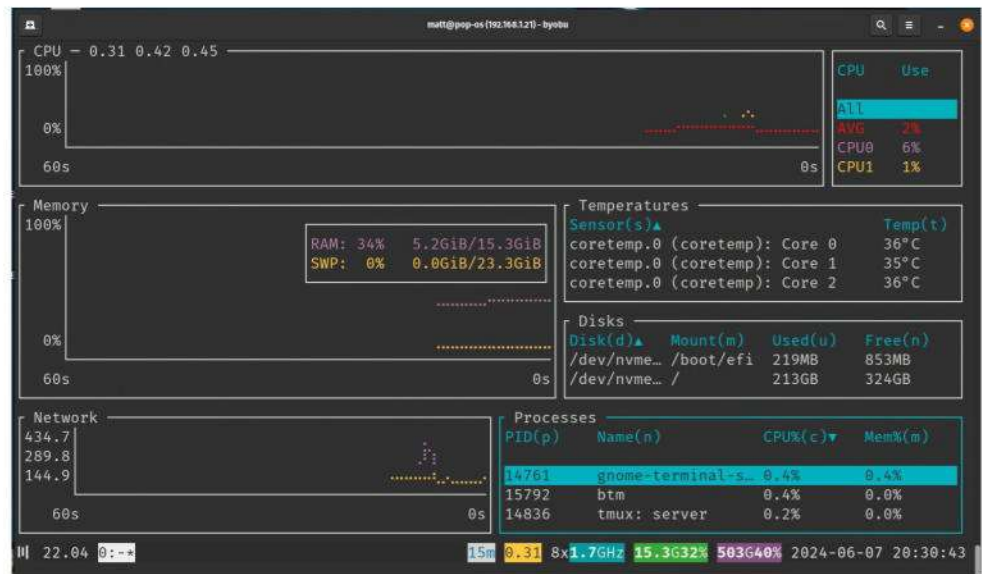 matt@pop-os (192.168.1.21) - byobu
CPU — 0.31 0.42 0.45
100%
0%
60s 0s
CPU Use
All
AVG 2%
CPU0 6%
CPU1 1%
Memory
100%
RAM: 34% 5.2GiB/15.3GiB
SWP: 0% 0.0GiB/23.3GiB
0%
60s 0s
Temperatures
Sensor(s)▲ Temp(t)
coretemp.0 (coretemp): Core 0 36°C
coretemp.0 (coretemp): Core 1 35°C
coretemp.0 (coretemp): Core 2 36°C
Disks
Disk(d)▲ Mount(m) Used(u) Free(n)
/dev/nvme… /boot/efi 219MB 853MB
/dev/nvme… / 213GB 324GB
Network
434.7
289.8
144.9
60s 0s
Processes
PID(p) Name(n) CPU%(c)▼ Mem%(m)
14761 gnome-terminal-s… 0.4% 0.4%
15792 btm 0.4% 0.0%
14836 tmux: server 0.2% 0.0%
22.04 0:-* 15m 0.31 8x1.7GHz 15.3G32% 503G40% 2024-06-07 20:30:43